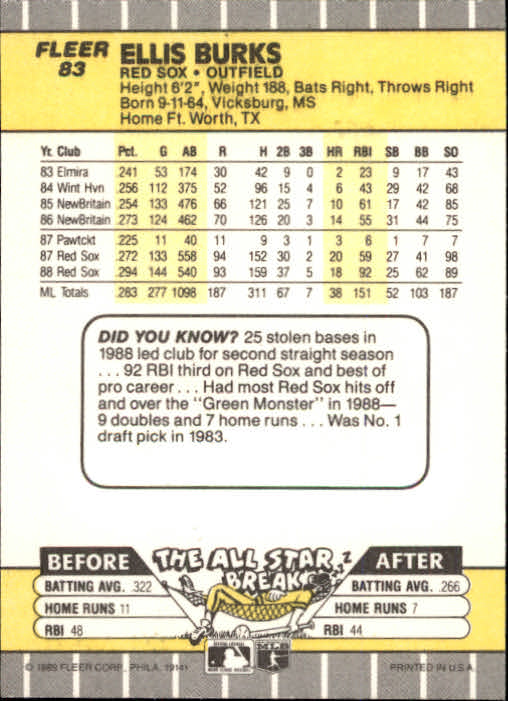 FLEER
83
ELLIS BURKS
RED SOX • OUTFIELD
Height 6'2", Weight 188, Bats Right, Throws Right
Born 9-11-64, Vicksburg, MS
Home Ft. Worth, TX
Yr. Club Pct. G AB R H 2B 3B HR RBI SB BB SO
83 Elmira .241 53 174 30 42 9 0 2 23 9 17 43
84 Wint Hvn .256 112 375 52 96 15 4 6 43 29 42 68
85 NewBritain .254 133 476 66 121 25 7 10 61 17 42 85
86 NewBritain .273 124 462 70 126 20 3 14 55 31 44 75
87 Pawtckt .225 11 40 11 9 3 1 3 6 1 7 7
87 Red Sox .272 133 558 94 152 30 2 20 59 27 41 98
88 Red Sox .294 144 540 93 159 37 5 18 92 25 62 89
ML Totals .283 277 1098 187 311 67 7 38 151 52 103 187
DID YOU KNOW? 25 stolen bases in
1988 led club for second straight season
. . . 92 RBI third on Red Sox and best of
pro career . . . Had most Red Sox hits off
and over the "Green Monster" in 1988—
9 doubles and 7 home runs . . . Was No. 1
draft pick in 1983.
BEFORE THE ALL STAR BREAK AFTER
BATTING AVG. .322 BATTING AVG. .266
HOME RUNS 11 HOME RUNS 7
RBI 48 RBI 44
MLB
© 1989 FLEER CORP., PHILA. 19141 PRINTED IN U.S.A.